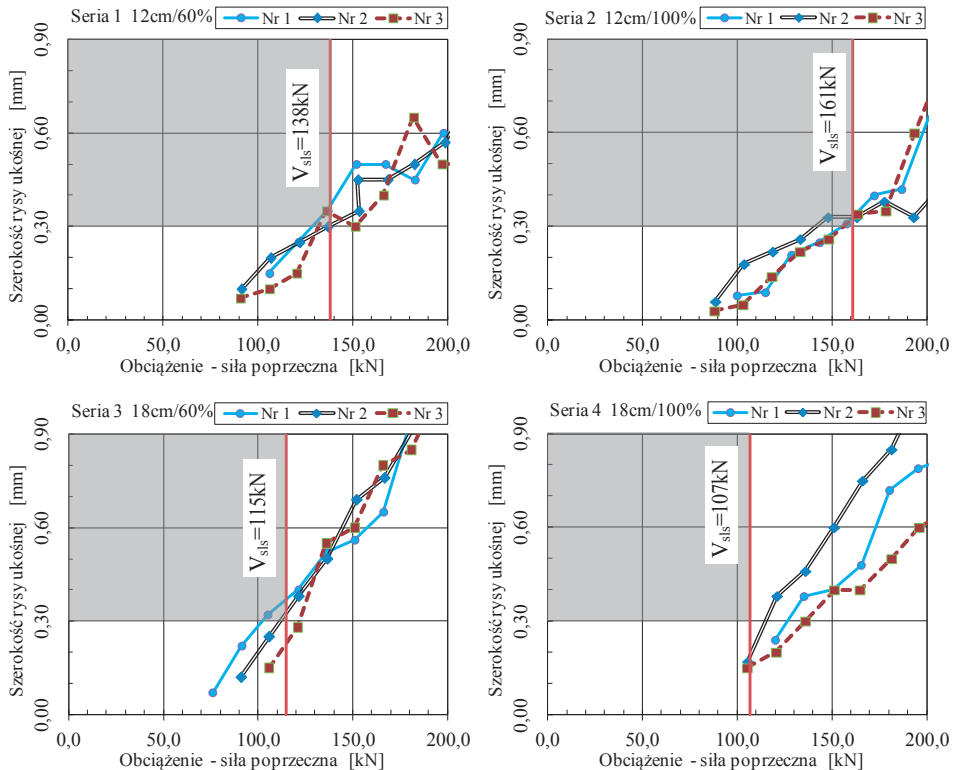 Seria 1 12cm/60% Nr 1 Nr 2 Nr 3
Szerokość rysy ukośnej [mm]
0,90
0,60
0,30
0,00
V_sls=138kN
0,0 50,0 100,0 150,0 200,0
Obciążenie - siła poprzeczna [kN]
Seria 2 12cm/100% Nr 1 Nr 2 Nr 3
Szerokość rysy ukośnej [mm]
0,90
0,60
0,30
0,00
V_sls=161kN
0,0 50,0 100,0 150,0 200,0
Obciążenie - siła poprzeczna [kN]
Seria 3 18cm/60% Nr 1 Nr 2 Nr 3
Szerokość rysy ukośnej [mm]
0,90
0,60
0,30
0,00
V_sls=115kN
0,0 50,0 100,0 150,0 200,0
Obciążenie - siła poprzeczna [kN]
Seria 4 18cm/100% Nr 1 Nr 2 Nr 3
Szerokość rysy ukośnej [mm]
0,90
0,60
0,30
0,00
V_sls=107kN
0,0 50,0 100,0 150,0 200,0
Obciążenie - siła poprzeczna [kN]